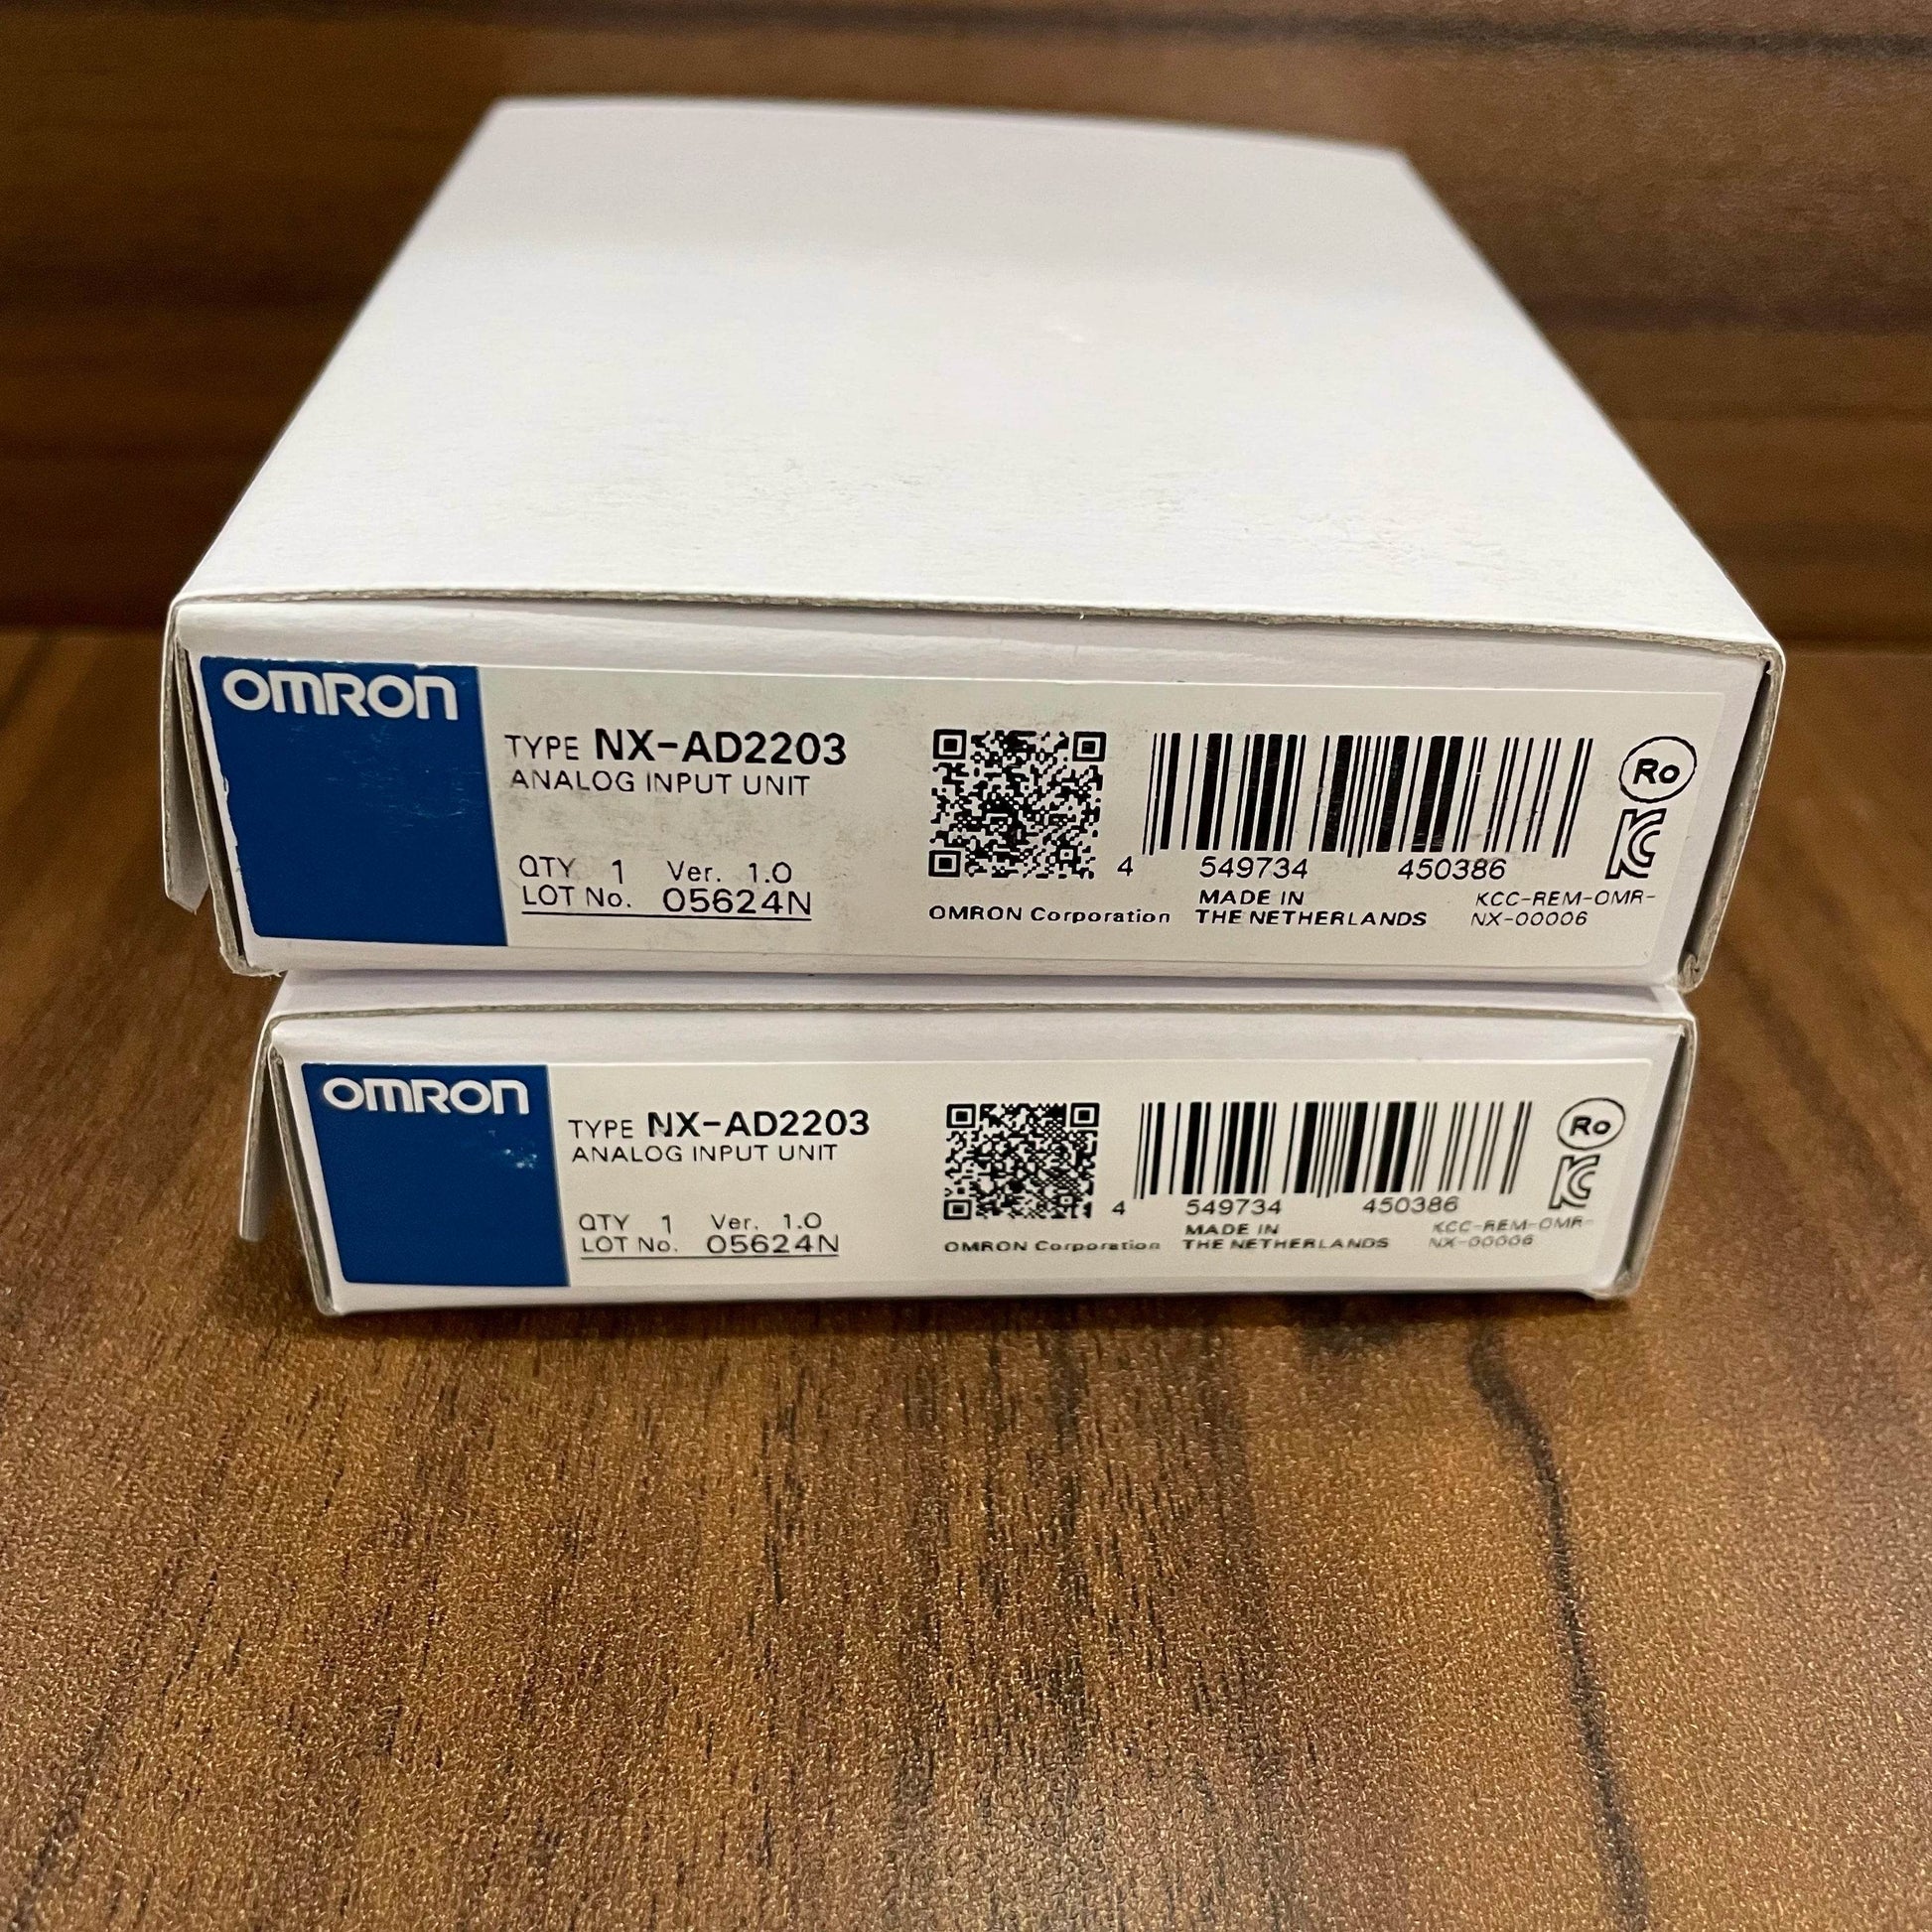 OMRON
TYPE NX-AD2203
ANALOG INPUT UNIT
QTY 1 Ver. 1.0
LOT No. 05624N
4 549734 450386
OMRON Corporation
MADE IN
THE NETHERLANDS
Ro
KC
KCC-REM-OMR-
NX-00006
OMRON
TYPE NX-AD2203
ANALOG INPUT UNIT
QTY 1 Ver. 1.0
LOT No. 05624N
4 549734 450386
OMRON Corporation
MADE IN
THE NETHERLANDS
Ro
KC
KCC-REM-OMR-
NX-00006